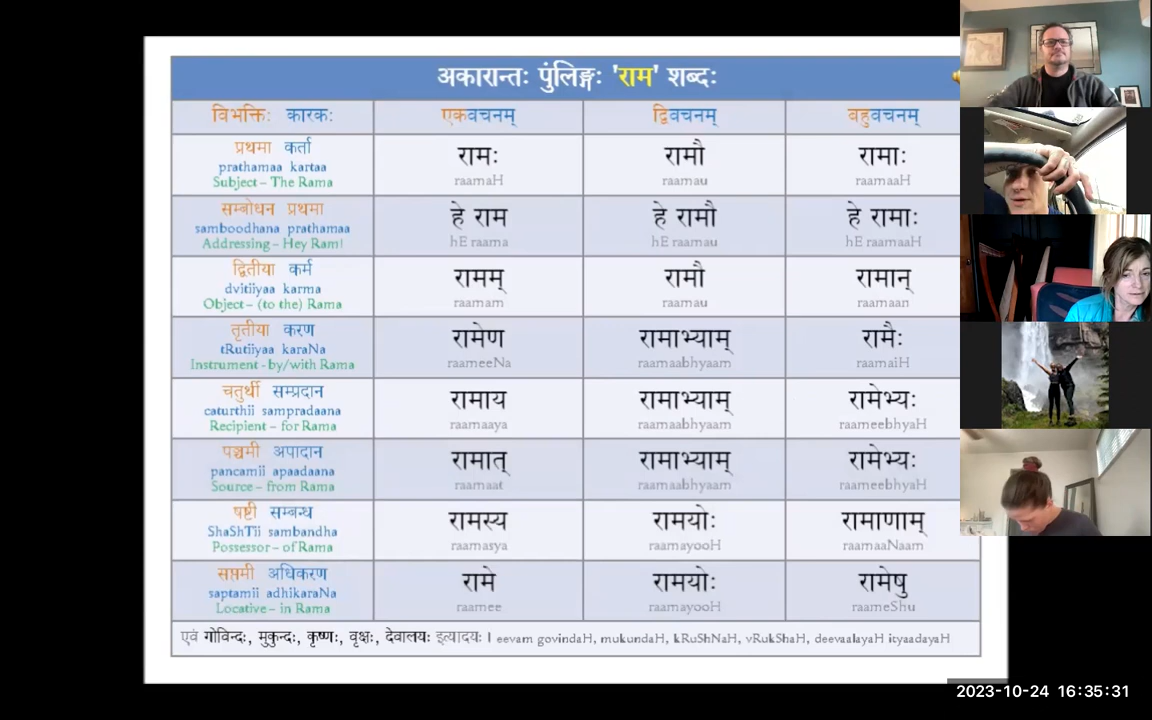 अकारान्तः पुंलिङ्गः 'राम' शब्दः
विभक्तिः कारकः एकवचनम् द्विवचनम् बहुवचनम्
प्रथमा कर्ता
prathamaa kartaa
Subject – The Rama
रामः रामौ रामाः
raamaH raamau raamaaH
सम्बोधन प्रथमा
samboodhana prathamaa
Addressing – Hey Ram!
हे राम हे रामौ हे रामाः
hE raama hE raamau hE raamaaH
द्वितीया कर्म
dvitiiyaa karma
Object – (to the) Rama
रामम् रामौ रामान्
raamam raamau raamaan
तृतीया करण
tRutiiyaa karaNa
Instrument - by/with Rama
रामेण रामाभ्याम् रामैः
raameeNa raamaabhyaam raamaiH
चतुर्थी सम्प्रदान
caturthii sampradaana
Recipient – for Rama
रामाय रामाभ्याम् रामेभ्यः
raamaaya raamaabhyaam raameebhyaH
पञ्चमी अपादान
pancamii apaadaana
Source – from Rama
रामात् रामाभ्याम् रामेभ्यः
raamaat raamaabhyaam raameebhyaH
षष्टी सम्बन्ध
ShaShTii sambandha
Possessor – of Rama
रामस्य रामयोः रामाणाम्
raamasya raamayooH raamaaNaam
सप्तमी अधिकरण
saptamii adhikaraNa
Locative – in Rama
रामे रामयोः रामेषु
raamee raamayooH raameShu
एवं गोविन्दः, मुकुन्दः, कृष्णः, वृक्षः, देवालयः इत्यादयः । eevam govindaH, mukundaH, kRuShNaH, vRukShaH, deevaalayaH ityaadayaH
2023-10-24 16:35:31